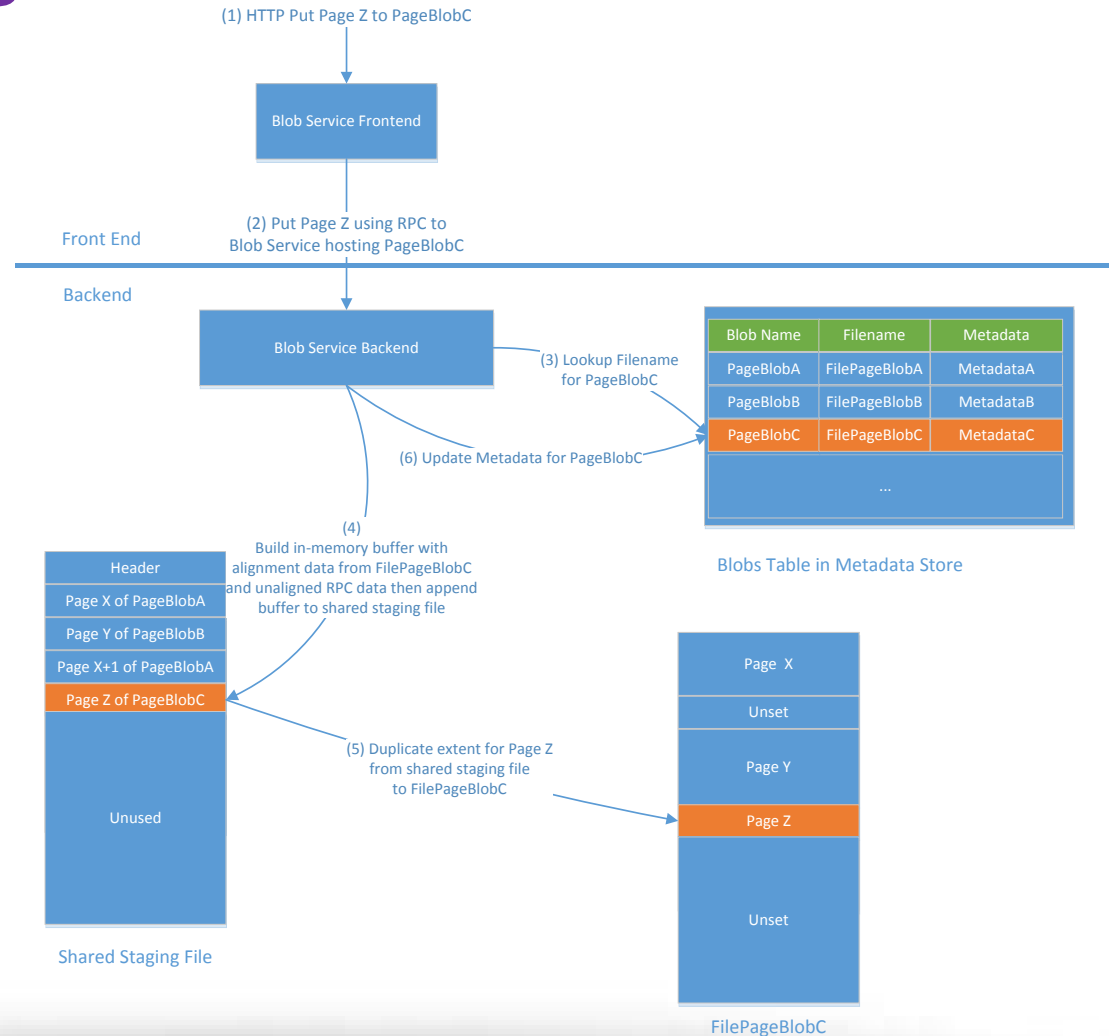 (1) HTTP Put Page Z to PageBlobC
Blob Service Frontend
(2) Put Page Z using RPC to
Blob Service hosting PageBlobC
Front End
Backend
Blob Service Backend
(3) Lookup Filename
for PageBlobC
Blob Name Filename Metadata
PageBlobA FilePageBlobA MetadataA
PageBlobB FilePageBlobB MetadataB
PageBlobC FilePageBlobC MetadataC
...
Blobs Table in Metadata Store
(6) Update Metadata for PageBlobC
(4)
Build in-memory buffer with
alignment data from FilePageBlobC
and unaligned RPC data then append
buffer to shared staging file
Header
Page X of PageBlobA
Page Y of PageBlobB
Page X+1 of PageBlobA
Page Z of PageBlobC
Unused
Shared Staging File
(5) Duplicate extent for Page Z
from shared staging file
to FilePageBlobC
Page X
Unset
Page Y
Page Z
Unset
FilePageBlobC